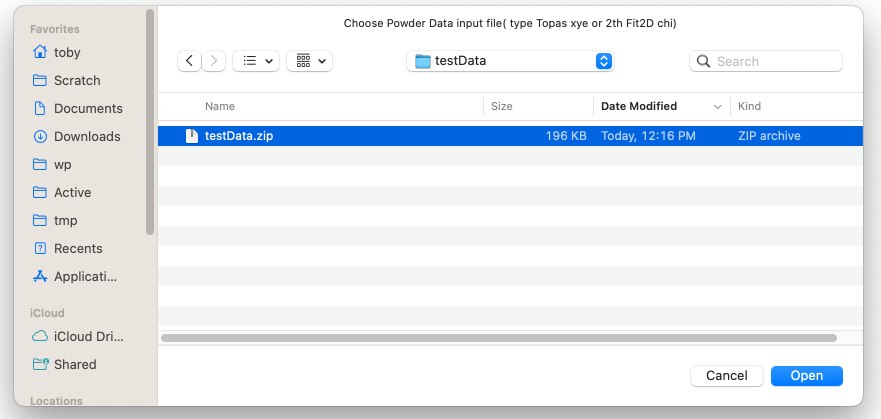 Choose Powder Data input file( type Topas xye or 2th Fit2D chi)
Favorites
toby
Scratch
Documents
Downloads
wp
Active
tmp
Recents
Applicati...
iCloud
iCloud Dri...
Shared
Locations
testData
Search
Name Size Date Modified Kind
testData.zip 196 KB Today, 12:16 PM ZIP archive
Cancel Open